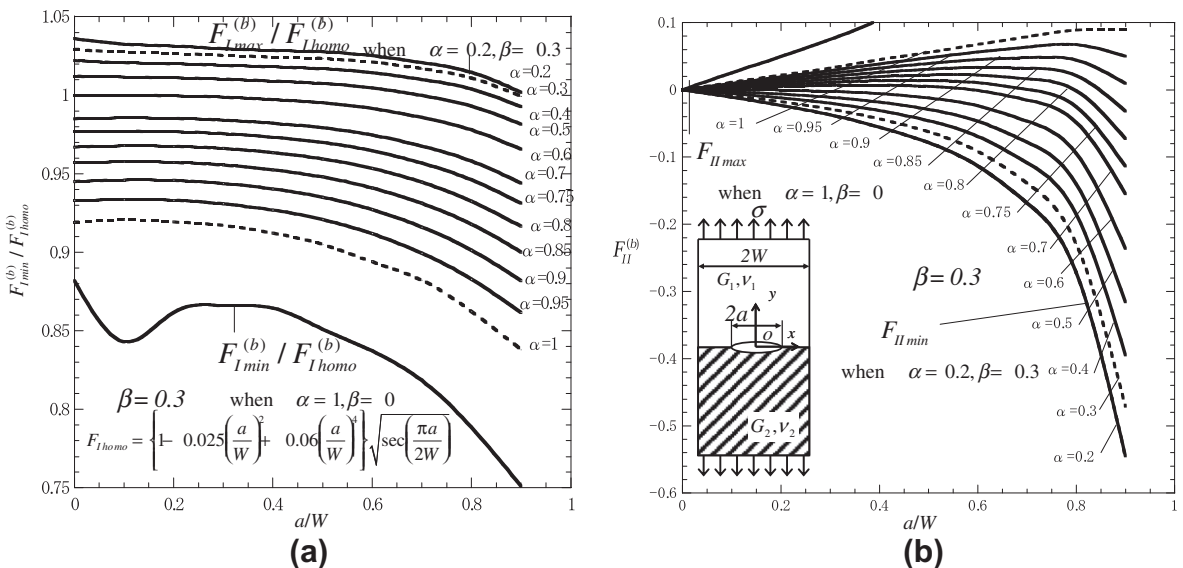 1.05
1
0.95
0.9
0.85
0.8
0.75
F_{I min}^{(b)} / F_{I homo}^{(b)}
F_{I max}^{(b)} / F_{I homo}^{(b)} when α= 0.2, β= 0.3
α=0.2
α=0.3
α=0.4
α=0.5
α=0.6
α=0.7
α=0.75
α=0.8
α=0.85
α=0.9
α=0.95
α=1
F_{I min}^{(b)} / F_{I homo}^{(b)}
β= 0.3 when α= 1, β= 0
F_{I homo} = {1− 0.025(a/W)^2 + 0.06(a/W)^4} √sec(πa/2W)
0 0.2 0.4 0.6 0.8 1
a/W
(a)
0.1
0
-0.1
-0.2
-0.3
-0.4
-0.5
-0.6
F_{II}^{(b)}
α=1
α=0.95
α=0.9
α=0.85
α=0.8
α=0.75
α=0.7
α=0.6
α=0.5
α=0.4
α=0.3
α=0.2
F_{II max}
when α= 1, β= 0
σ
2W
G_1,ν_1
y
2a
o
x
G_2,ν_2
β= 0.3
F_{II min}
when α= 0.2, β= 0.3
0 0.2 0.4 0.6 0.8 1
a/W
(b)